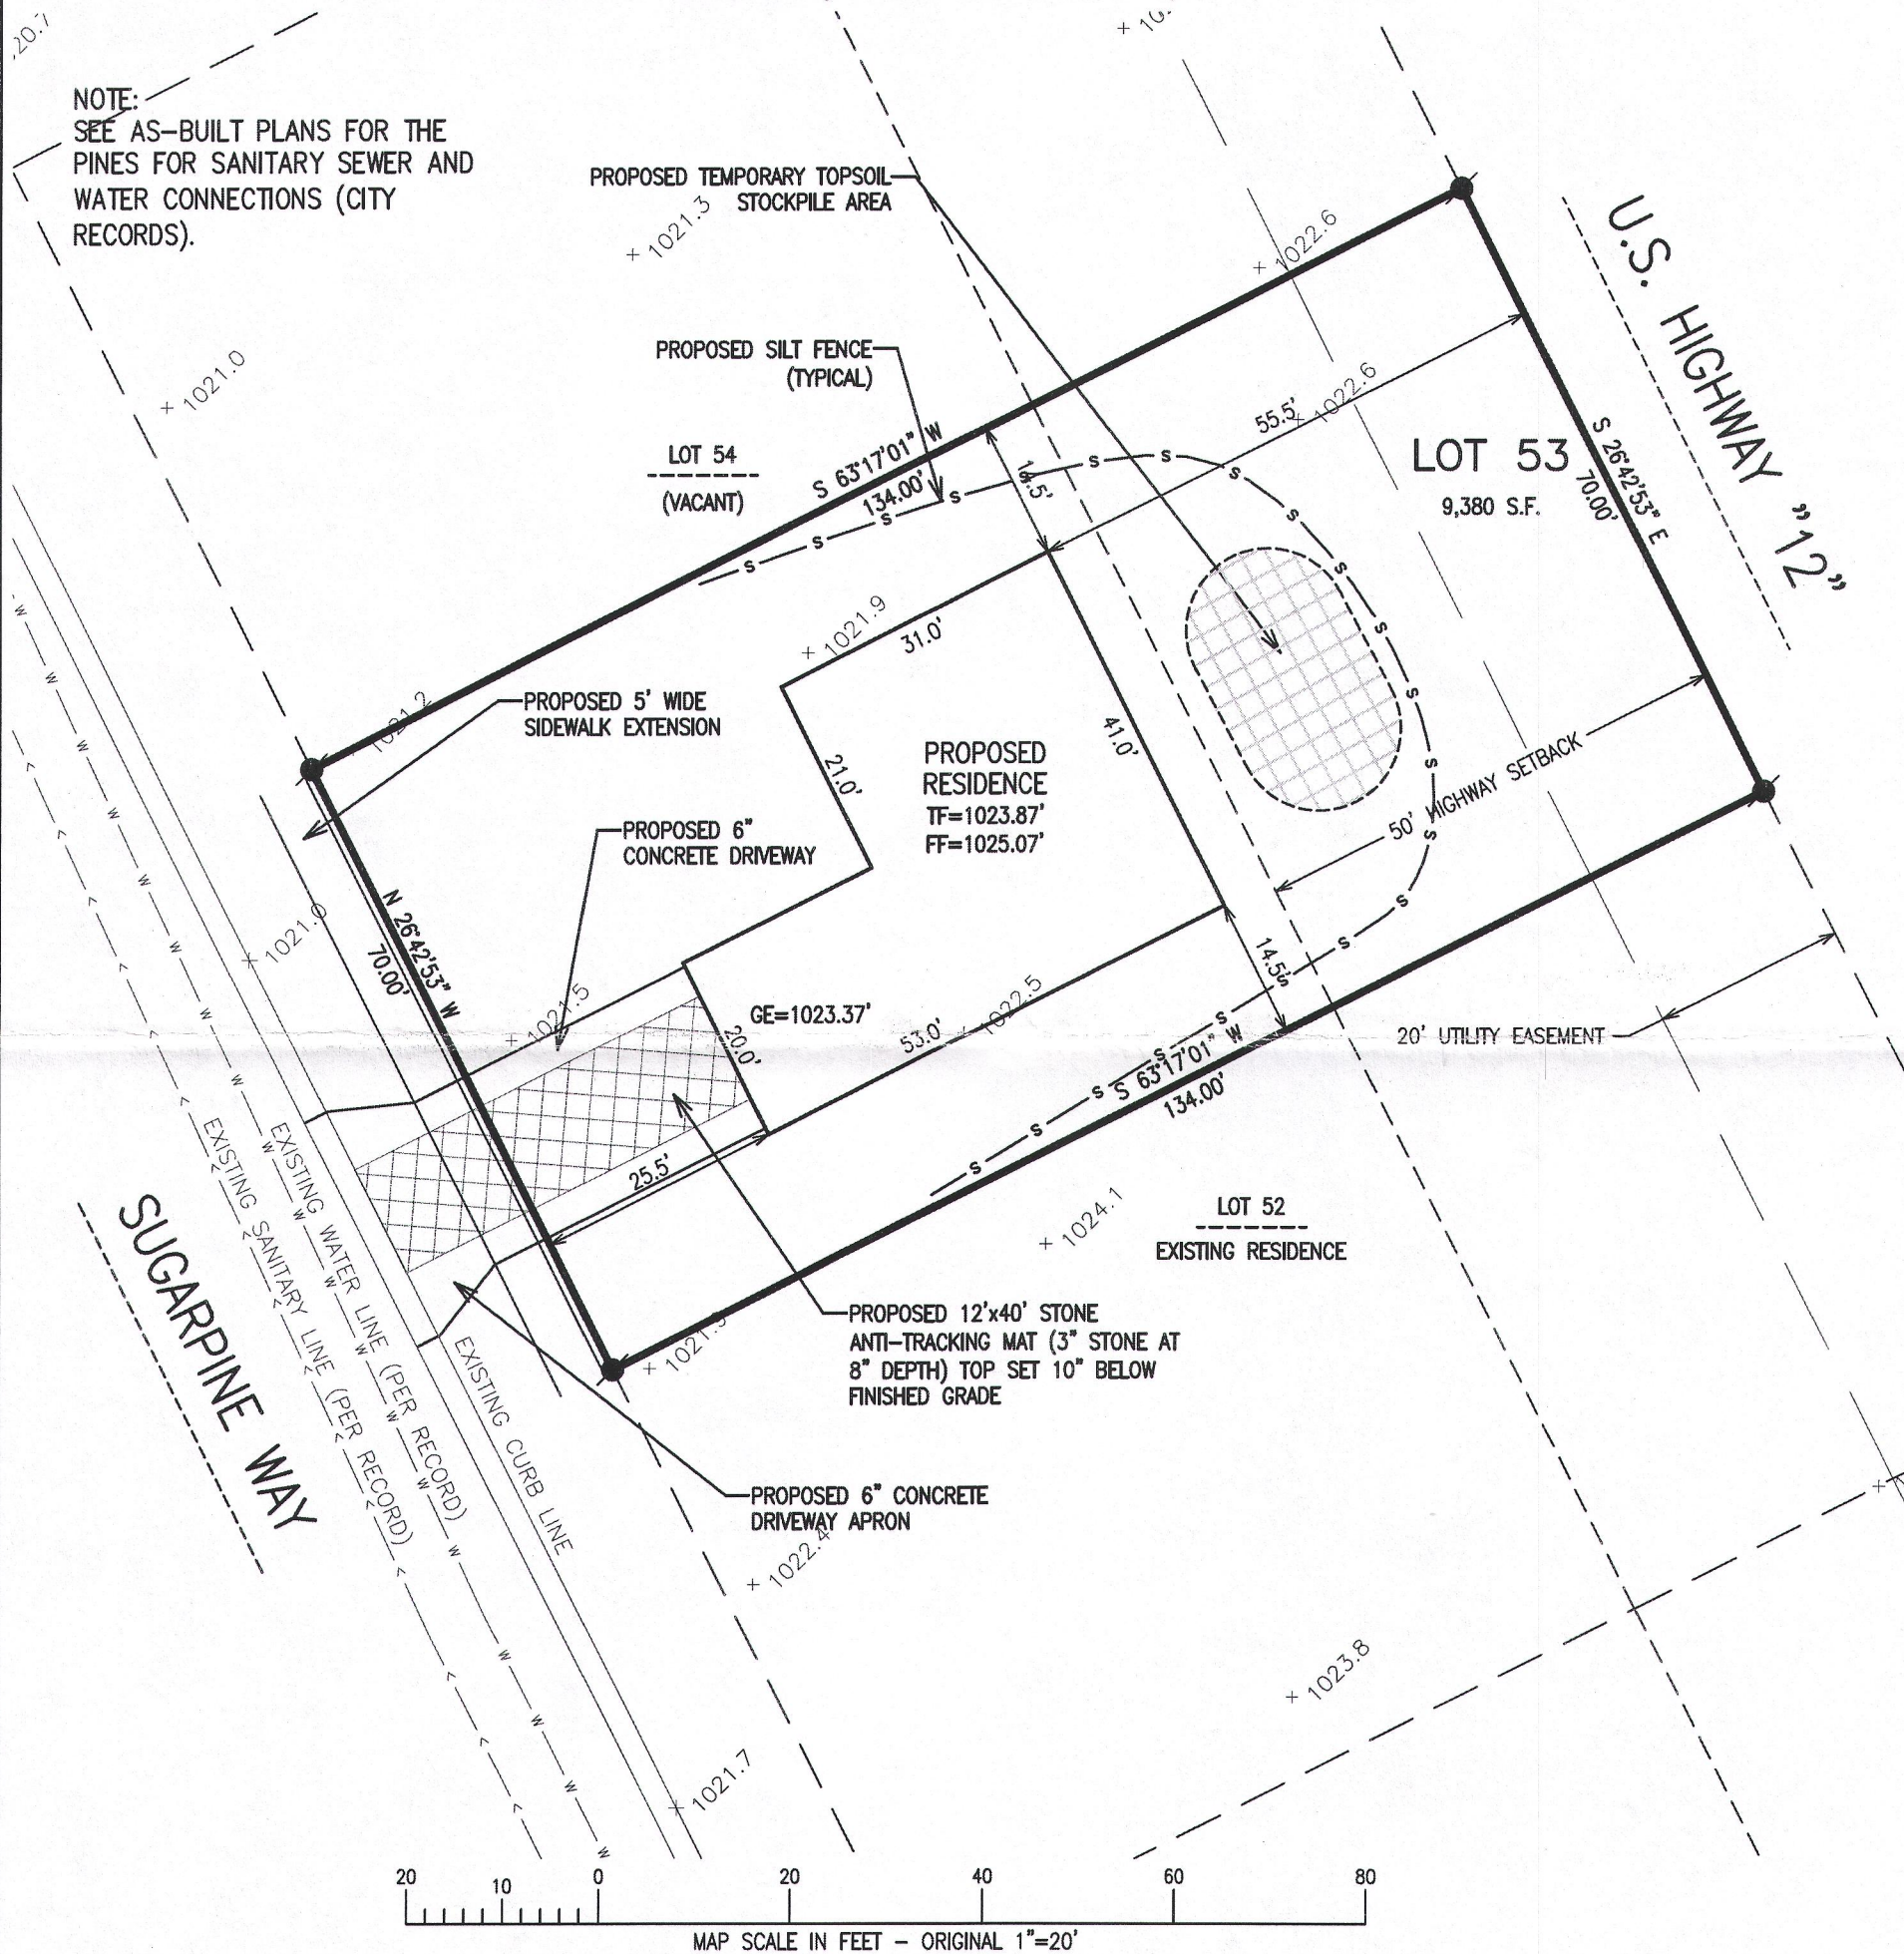 NOTE:
SEE AS-BUILT PLANS FOR THE
PINES FOR SANITARY SEWER AND
WATER CONNECTIONS (CITY
RECORDS).
PROPOSED TEMPORARY TOPSOIL
STOCKPILE AREA
1021.3
1022.6
U.S. HIGHWAY "12"
PROPOSED SILT FENCE
(TYPICAL)
1021.0
1022.6
55.5'
LOT 54
(VACANT)
S 63°17'01" W
134.00'
14.5'
LOT 53
9,380 S.F.
S 26°42'53" E
70.00'
1021.9
31.0'
1021.2
PROPOSED 5' WIDE
SIDEWALK EXTENSION
21.0'
41.0'
PROPOSED
RESIDENCE
TF=1023.87'
FF=1025.07'
50' HIGHWAY SETBACK
PROPOSED 6"
CONCRETE DRIVEWAY
N 26°42'53" W
70.00'
1021.0
1021.5
GE=1023.37'
20.0'
53.0'
1022.5
14.5'
20' UTILITY EASEMENT
S 63°17'01" W
134.00'
25.5'
1024.1
LOT 52
EXISTING RESIDENCE
SUGARPINE WAY
EXISTING SANITARY LINE (PER RECORD)
EXISTING WATER LINE (PER RECORD)
EXISTING CURB LINE
PROPOSED 12'x40' STONE
ANTI-TRACKING MAT (3" STONE AT
8" DEPTH) TOP SET 10" BELOW
FINISHED GRADE
PROPOSED 6" CONCRETE
DRIVEWAY APRON
1022.4
1023.8
1021.7
20 10 0 20 40 60 80
MAP SCALE IN FEET - ORIGINAL 1"=20'